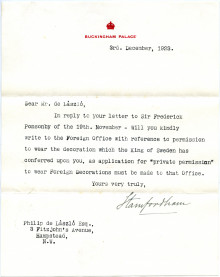 BUCKINGHAM PALACE
3rd. December, 1923.
Dear Mr. de László,
In reply to your letter to Sir Frederick
Ponsonby of the 19th. November - will you kindly
write to the Foreign Office with reference to permission
to wear the decoration which the King of Sweden has
conferred upon you, as application for "private permission"
to wear Foreign Decorations must be made to that Office.
Yours very truly,
Stamfordham
Philip de László Esq.,
3 Fitzjohn's Avenue,
Hampstead,
N.W.